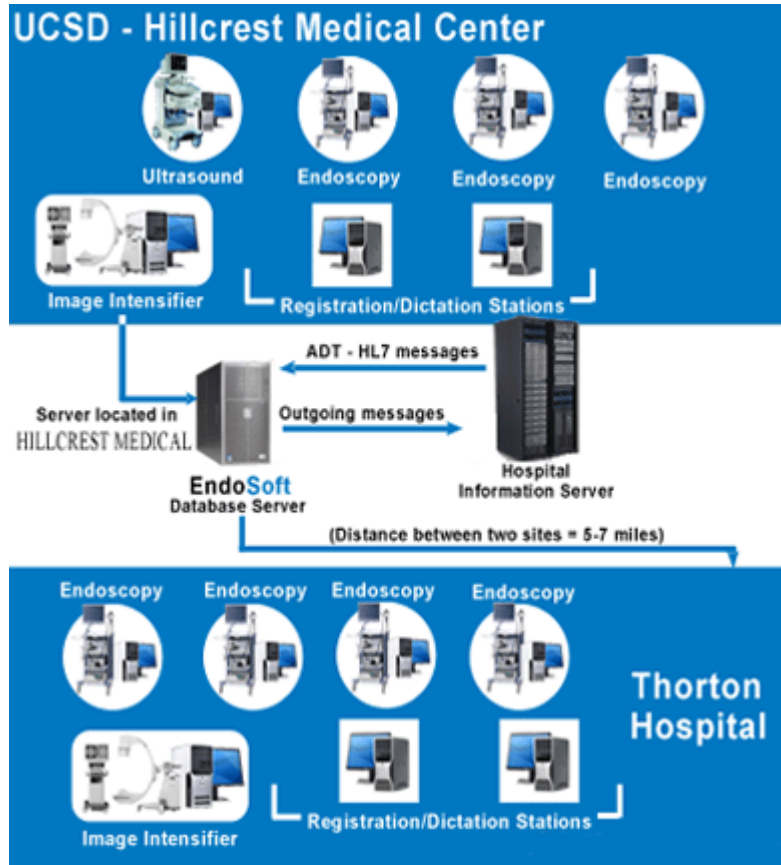 UCSD - Hillcrest Medical Center
Ultrasound
Endoscopy
Endoscopy
Endoscopy
Image Intensifier
Registration/Dictation Stations
ADT - HL7 messages
Server located in
HILLCREST MEDICAL
Outgoing messages
EndoSoft
Database Server
Hospital
Information Server
(Distance between two sites = 5-7 miles)
Endoscopy
Endoscopy
Endoscopy
Endoscopy
Thorton
Hospital
Image Intensifier
Registration/Dictation Stations